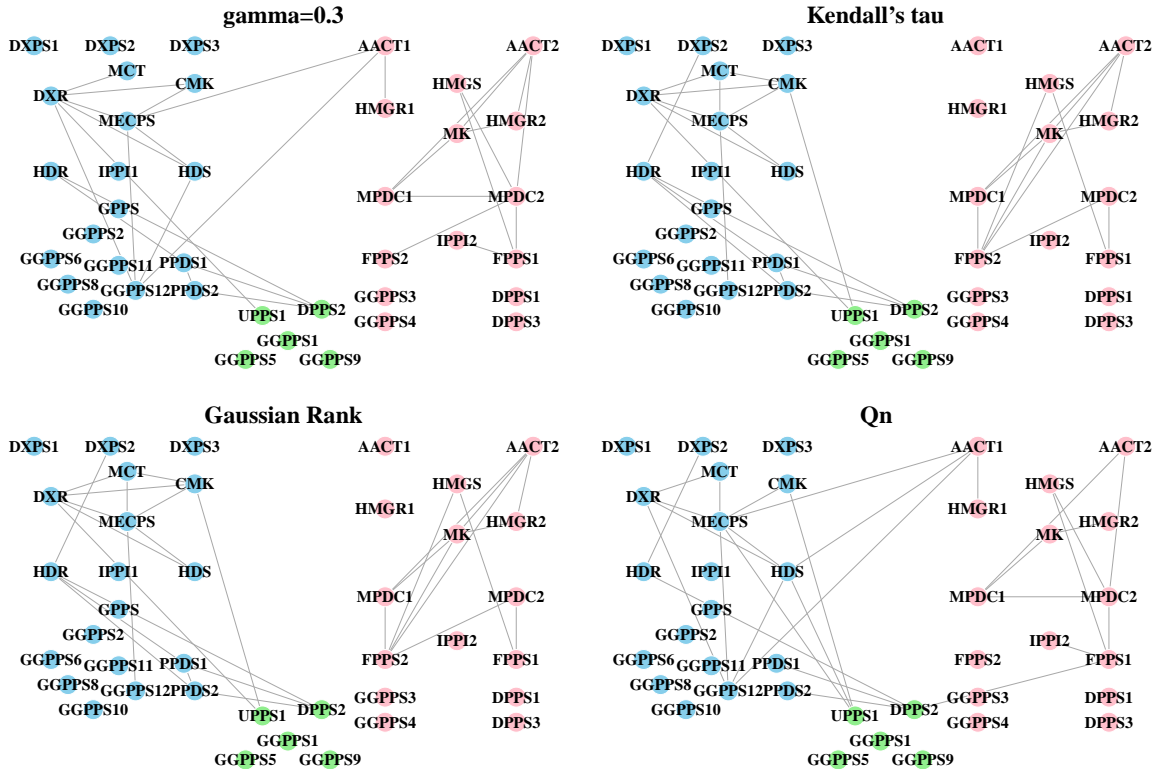 gamma=0.3
DXPS1 DXPS2 DXPS3 AACT1 AACT2
MCT
CMK HMGS
DXR
HMGR1
MECPS HMGR2
MK
HDR IPPI1 HDS
MPDC1 MPDC2
GPPS
GGPPS2
IPPI2
GGPPS6 GGPPS11 PPDS1 FPPS2 FPPS1
GGPPS8
GGPPS12 PPDS2
GGPPS3 DPPS1
GGPPS10
DPPS2
UPPS1
GGPPS4 DPPS3
GGPPS1
GGPPS5 GGPPS9
Kendall's tau
DXPS1 DXPS2 DXPS3 AACT1 AACT2
MCT
CMK HMGS
DXR
HMGR1
MECPS HMGR2
MK
HDR IPPI1 HDS
MPDC1 MPDC2
GPPS
GGPPS2
IPPI2
GGPPS6 GGPPS11 PPDS1 FPPS2 FPPS1
GGPPS8
GGPPS12 PPDS2
GGPPS3 DPPS1
GGPPS10
DPPS2
UPPS1
GGPPS4 DPPS3
GGPPS1
GGPPS5 GGPPS9
Gaussian Rank
DXPS1 DXPS2 DXPS3 AACT1 AACT2
MCT
CMK HMGS
DXR
HMGR1
MECPS HMGR2
MK
HDR IPPI1 HDS
MPDC1 MPDC2
GPPS
GGPPS2
IPPI2
GGPPS6 GGPPS11 PPDS1 FPPS2 FPPS1
GGPPS8
GGPPS12 PPDS2
GGPPS3 DPPS1
GGPPS10
DPPS2
UPPS1
GGPPS4 DPPS3
GGPPS1
GGPPS5 GGPPS9
Qn
DXPS1 DXPS2 DXPS3 AACT1 AACT2
MCT
CMK HMGS
DXR
HMGR1
MECPS HMGR2
MK
HDR IPPI1 HDS
MPDC1 MPDC2
GPPS
GGPPS2
IPPI2
GGPPS6 GGPPS11 PPDS1 FPPS2 FPPS1
GGPPS8
GGPPS12 PPDS2
GGPPS3 DPPS1
GGPPS10
DPPS2
UPPS1
GGPPS4 DPPS3
GGPPS1
GGPPS5 GGPPS9